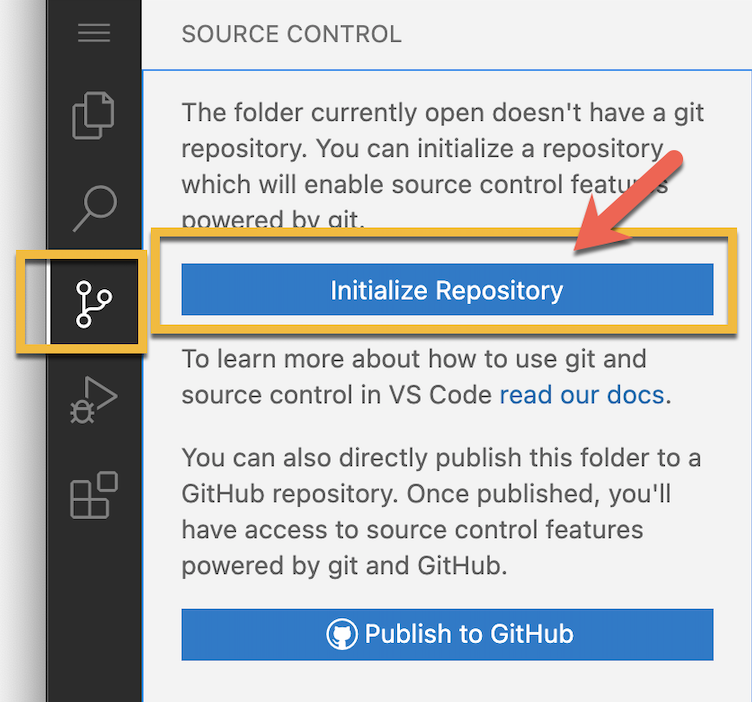 SOURCE CONTROL
The folder currently open doesn't have a git
repository. You can initialize a repository
which will enable source control features
powered by git.
Initialize Repository
To learn more about how to use git and
source control in VS Code read our docs.
You can also directly publish this folder to a
GitHub repository. Once published, you'll
have access to source control features
powered by git and GitHub.
Publish to GitHub